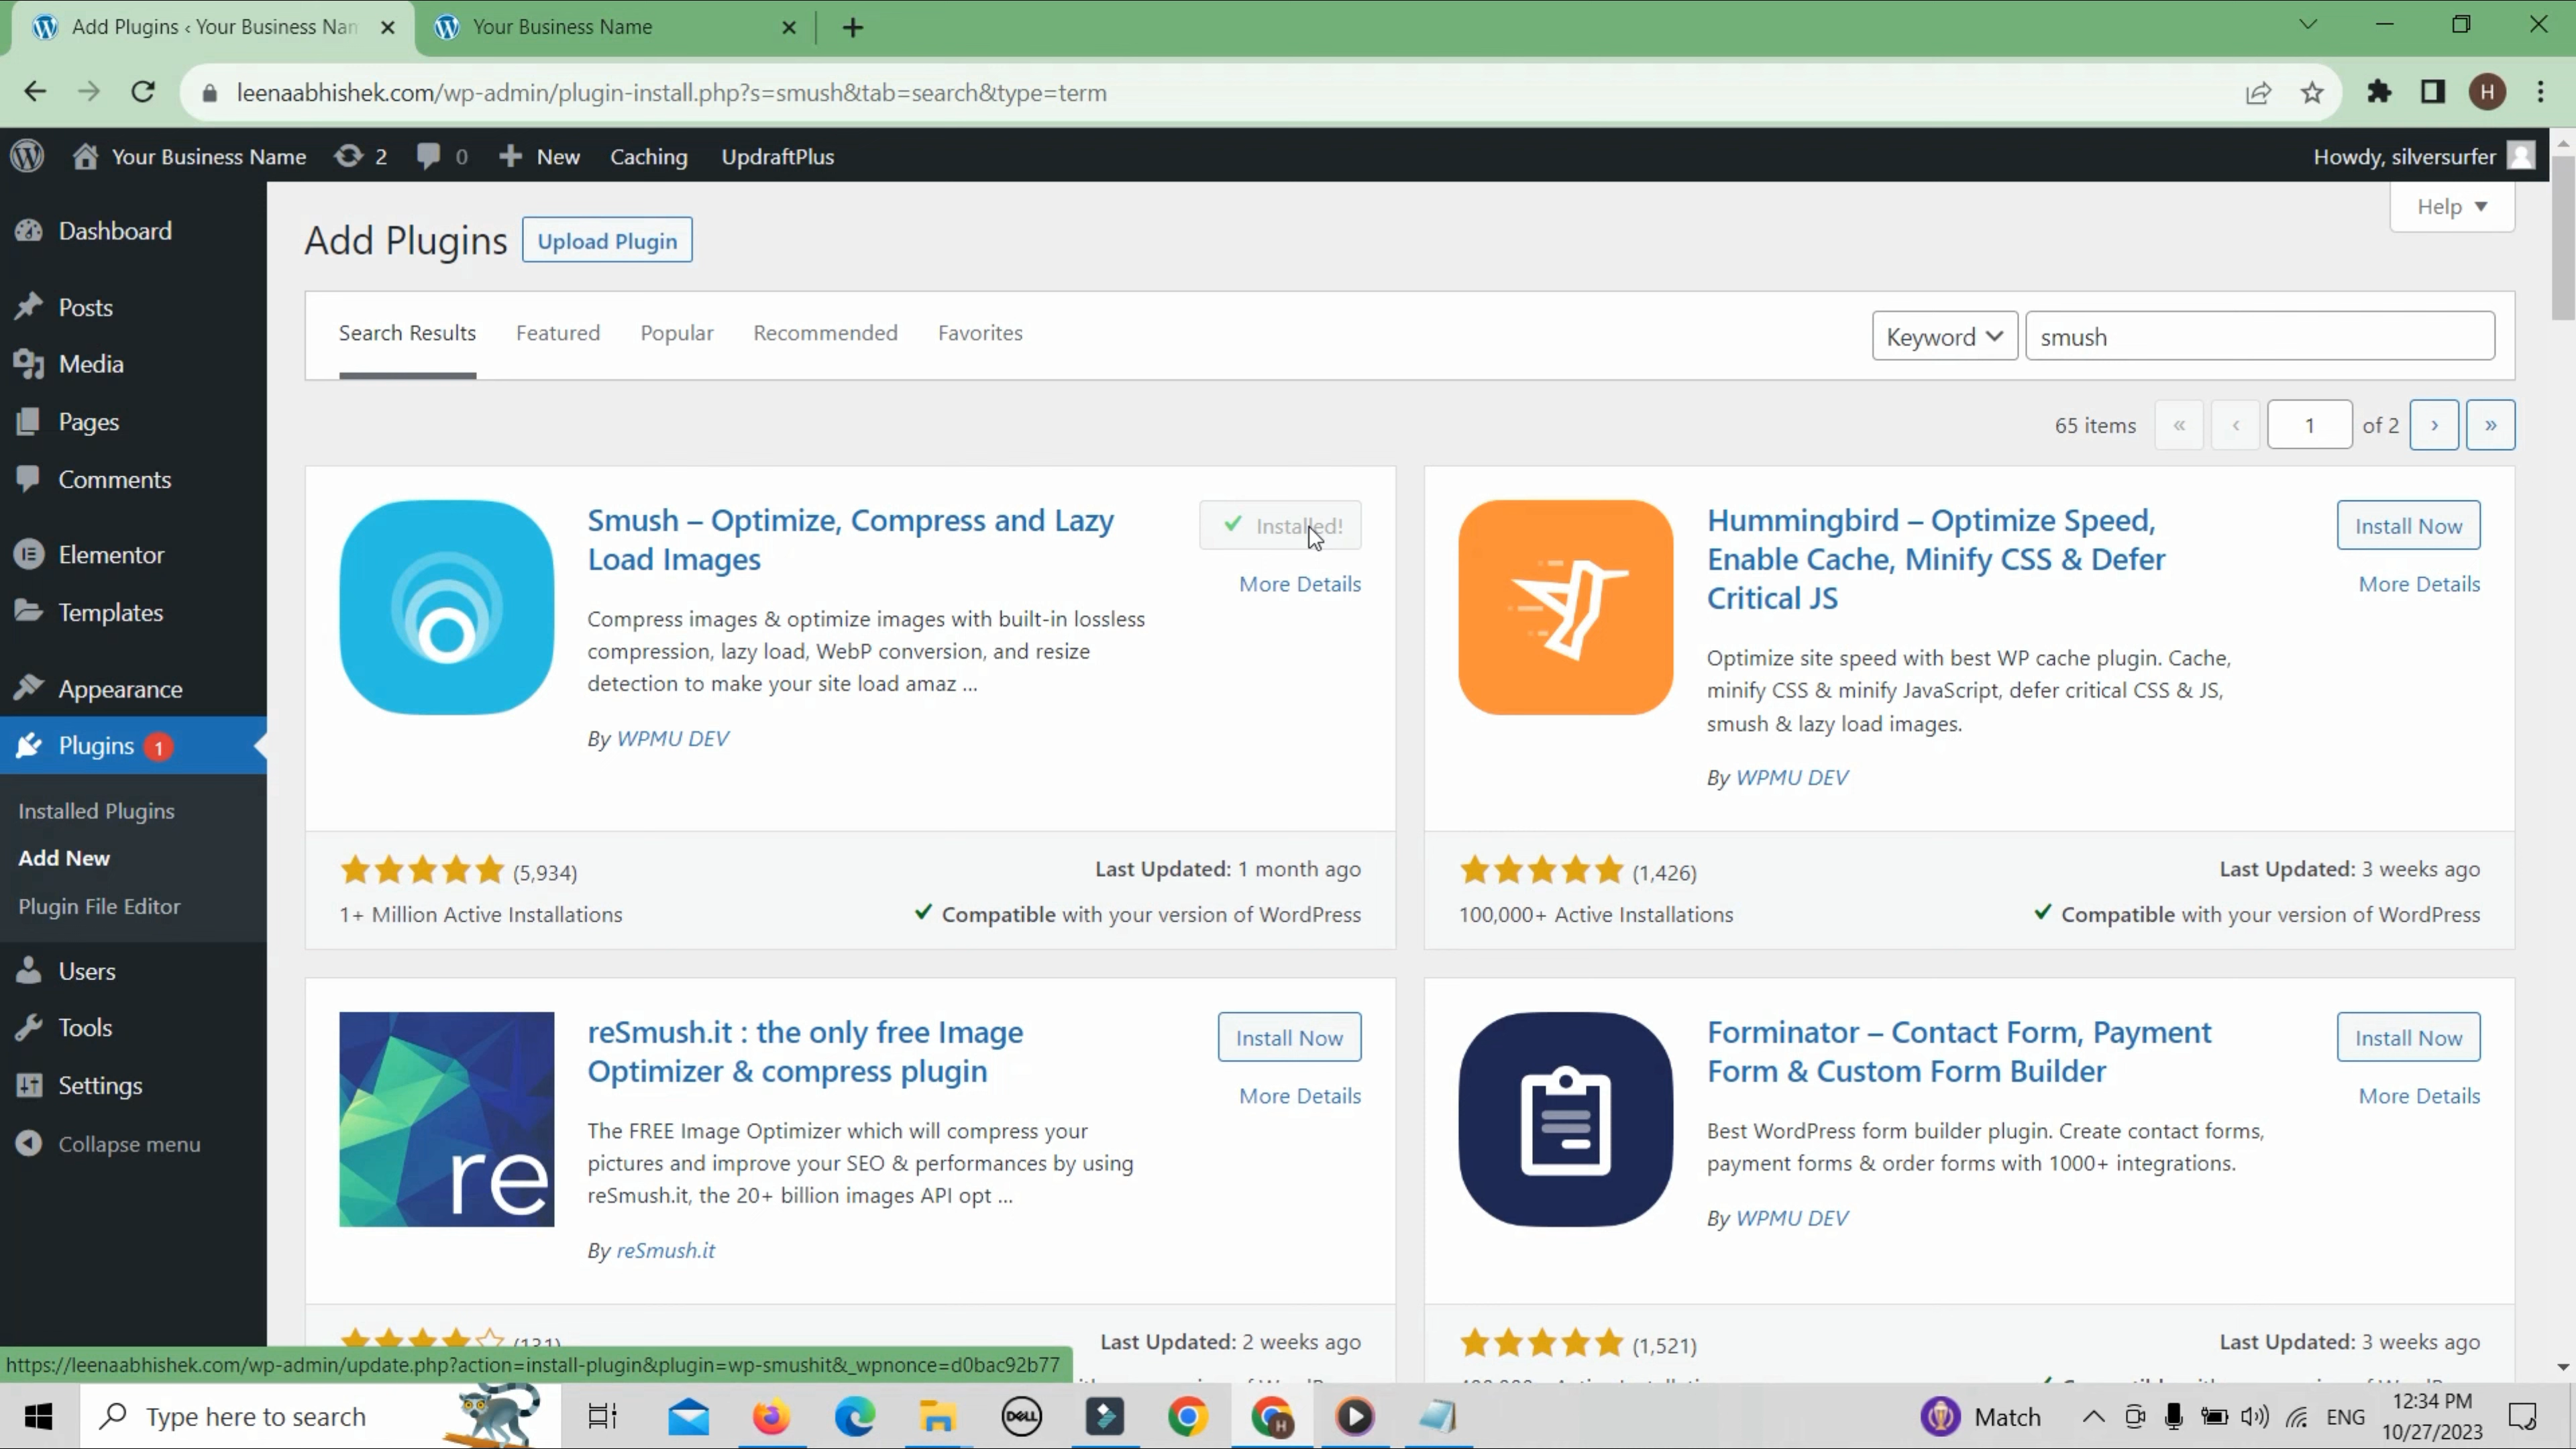 Add Plugins ‹ Your Business Nam
Your Business Name
leenaabhishek.com/wp-admin/plugin-install.php?s=smush&tab=search&type=term
H
Your Business Name 2 0 New Caching UpdraftPlus
Howdy, silversurfer
Help
Dashboard
Posts
Media
Pages
Comments
Elementor
Templates
Appearance
Plugins 1
Installed Plugins
Add New
Plugin File Editor
Users
Tools
Settings
Collapse menu
Add Plugins Upload Plugin
Search Results Featured Popular Recommended Favorites
Keyword smush
65 items « ‹ 1 of 2 › »
Smush – Optimize, Compress and Lazy
Load Images
Installed!
More Details
Compress images & optimize images with built-in lossless
compression, lazy load, WebP conversion, and resize
detection to make your site load amaz ...
By WPMU DEV
(5,934)
Last Updated: 1 month ago
1+ Million Active Installations
Compatible with your version of WordPress
Hummingbird – Optimize Speed,
Enable Cache, Minify CSS & Defer
Critical JS
Install Now
More Details
Optimize site speed with best WP cache plugin. Cache,
minify CSS & minify JavaScript, defer critical CSS & JS,
smush & lazy load images.
By WPMU DEV
(1,426)
Last Updated: 3 weeks ago
100,000+ Active Installations
Compatible with your version of WordPress
re
reSmush.it : the only free Image
Optimizer & compress plugin
Install Now
More Details
The FREE Image Optimizer which will compress your
pictures and improve your SEO & performances by using
reSmush.it, the 20+ billion images API opt ...
By reSmush.it
(131)
Last Updated: 2 weeks ago
Forminator – Contact Form, Payment
Form & Custom Form Builder
Install Now
More Details
Best WordPress form builder plugin. Create contact forms,
payment forms & order forms with 1000+ integrations.
By WPMU DEV
(1,521)
Last Updated: 3 weeks ago
https://leenaabhishek.com/wp-admin/update.php?action=install-plugin&plugin=wp-smushit&_wpnonce=d0bac92b77
Type here to search
DELL
H
Match
ENG
12:34 PM
10/27/2023